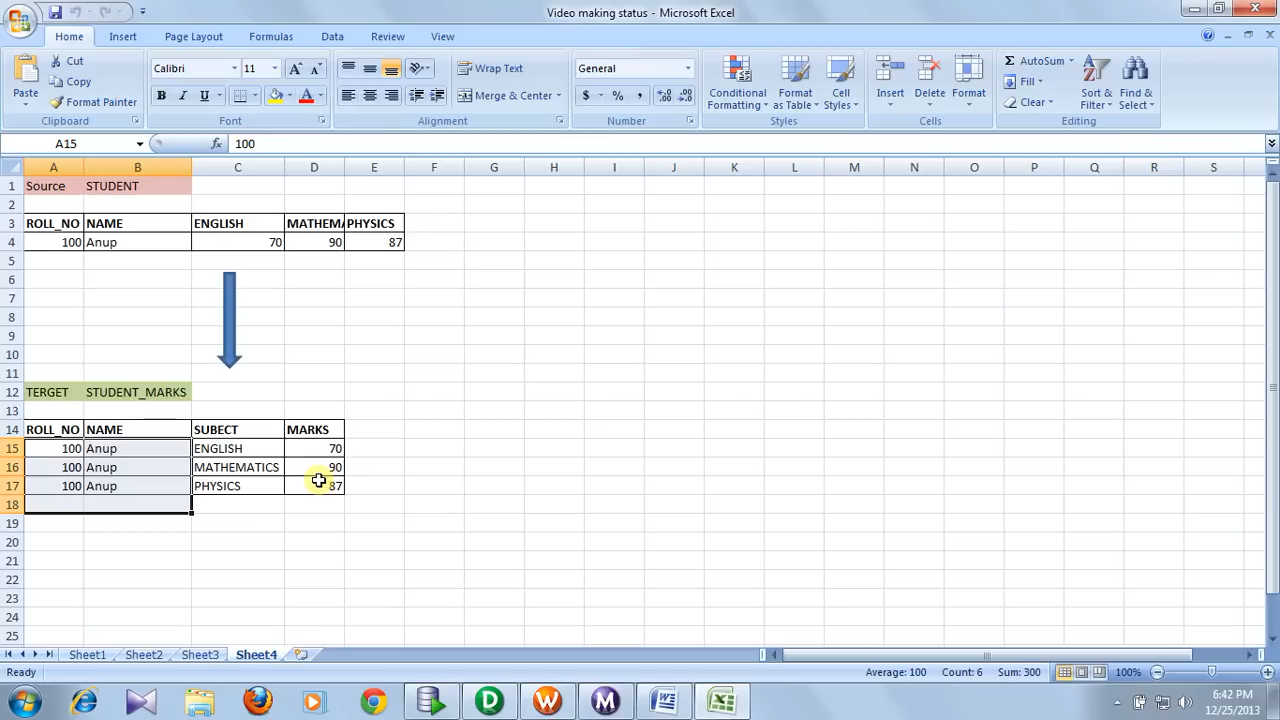 Video making status - Microsoft Excel
Home Insert Page Layout Formulas Data Review View
Paste
Cut
Copy
Format Painter
Clipboard
Calibri 11
B I U
Font
Wrap Text
Merge & Center
Alignment
General
$ % ,
Number
Conditional Formatting
Format as Table
Cell Styles
Styles
Insert Delete Format
Cells
Σ AutoSum
Fill
Clear
Sort & Filter
Find & Select
Editing
A15 fx 100
A B C D E F G H I J K L M N O P Q R S
1 Source STUDENT
2
3 ROLL_NO NAME ENGLISH MATHEMA PHYSICS
4 100 Anup 70 90 87
5
6
7
8
9
10
11
12 TERGET STUDENT_MARKS
13
14 ROLL_NO NAME SUBECT MARKS
15 100 Anup ENGLISH 70
16 100 Anup MATHEMATICS 90
17 100 Anup PHYSICS 87
18
19
20
21
22
23
24
25
Sheet1 Sheet2 Sheet3 Sheet4
Ready Average: 100 Count: 6 Sum: 300 100%
6:42 PM
12/25/2013